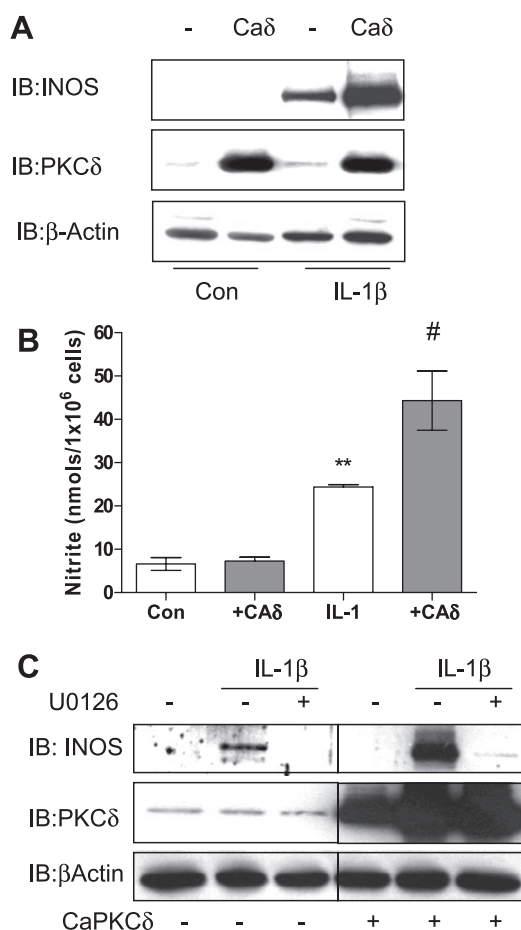 A
- Caδ - Caδ
IB:INOS
IB:PKCδ
IB:β-Actin
Con IL-1β
B
Nitrite (nmols/1x10⁶ cells)
60
50
40
30
20
10
0
** #
Con +CAδ IL-1 +CAδ
C
IL-1β IL-1β
U0126 - - + - - +
IB: INOS
IB:PKCδ
IB:βActin
CaPKCδ - - - + + +